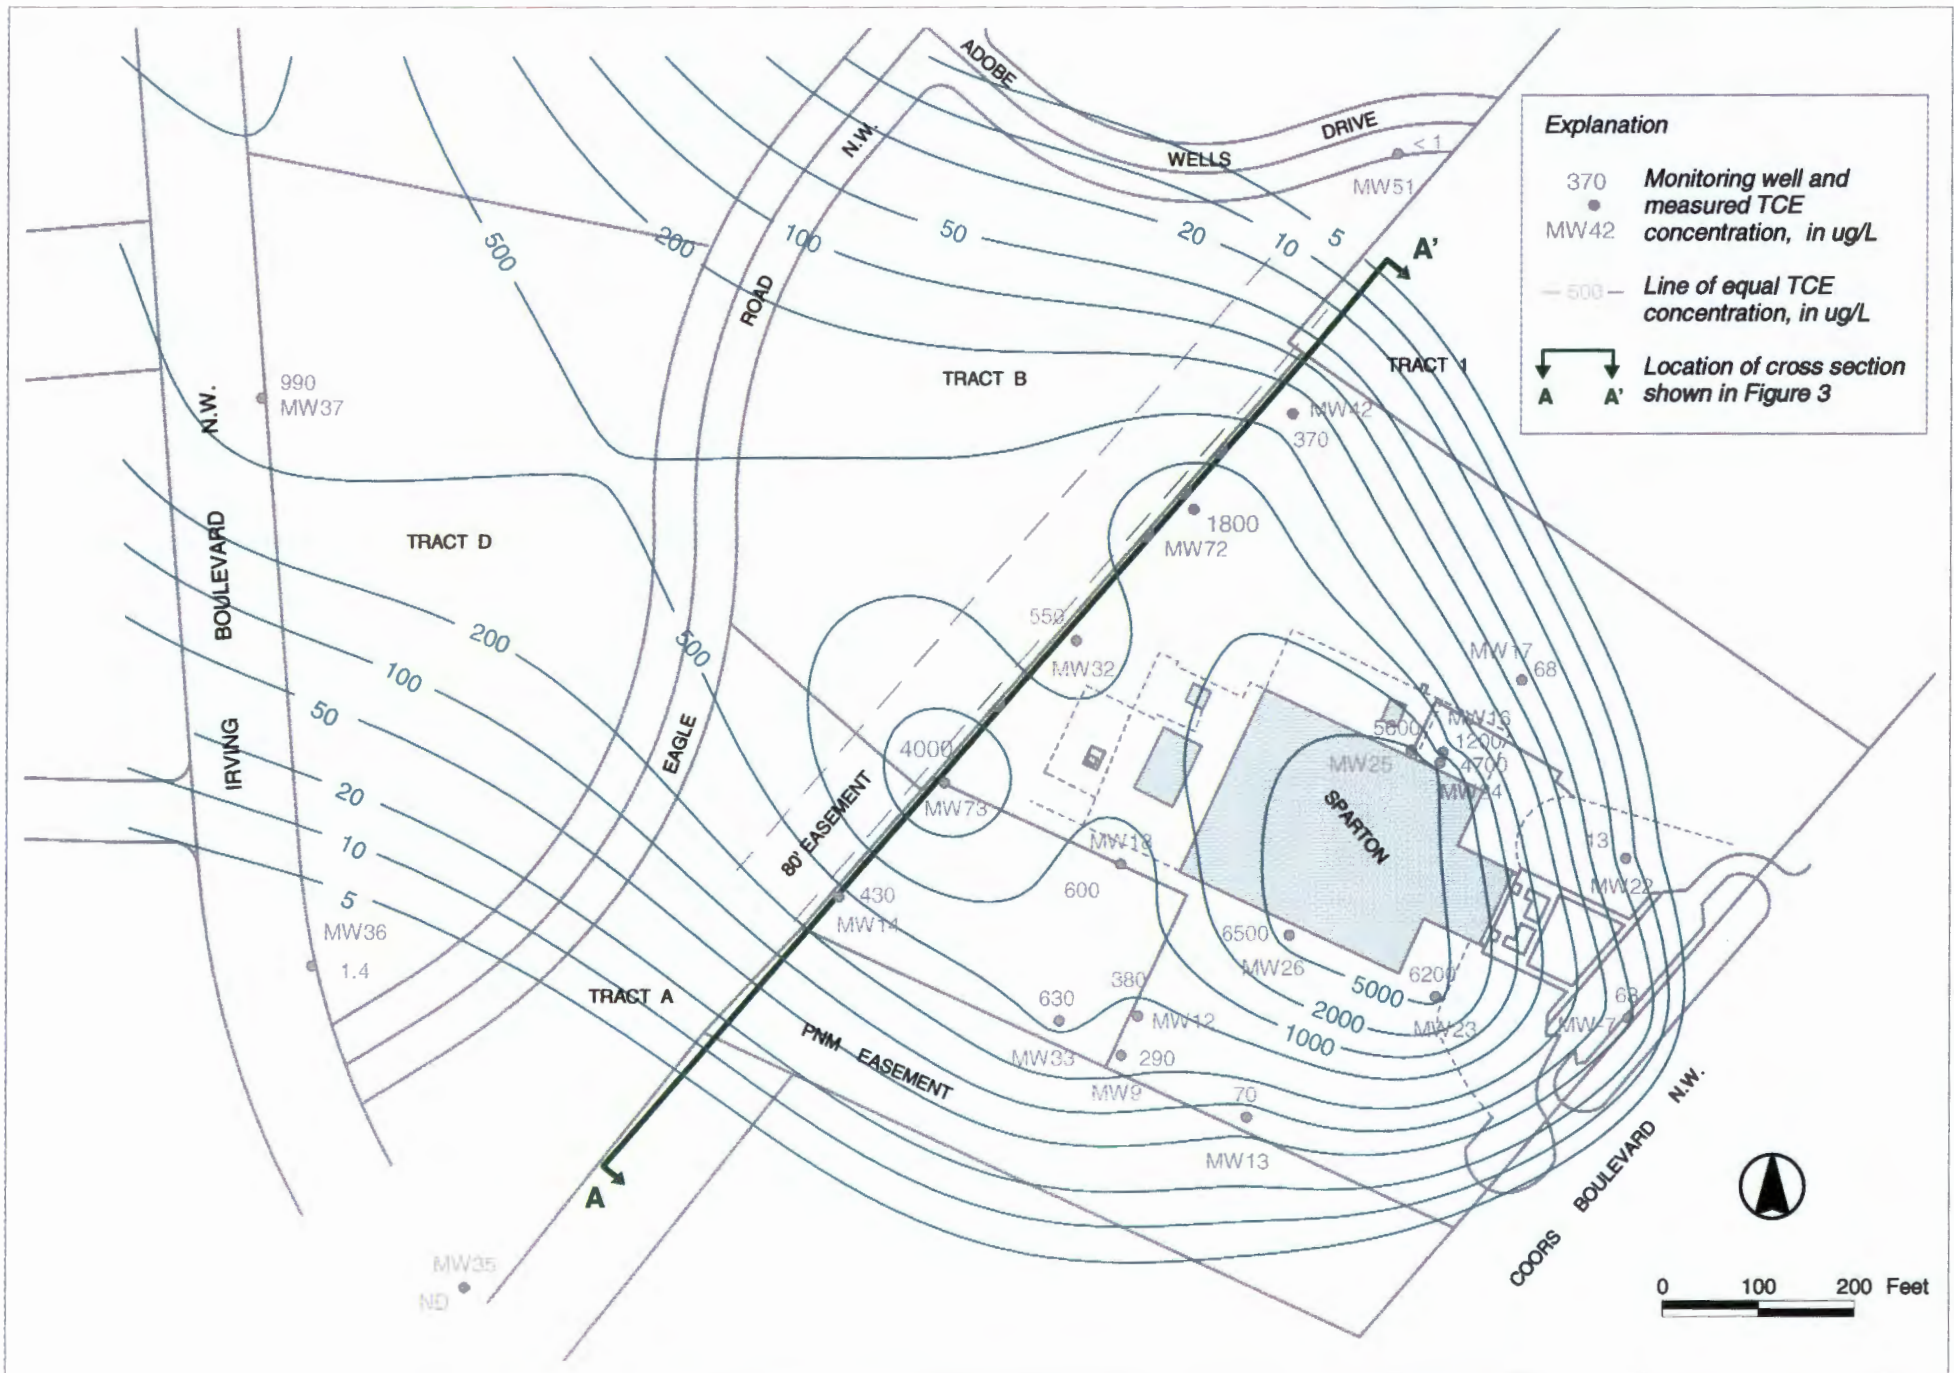 ADOBE
WELLS
DRIVE
< 1
MW51
Explanation
370
MW42
Monitoring well and
measured TCE
concentration, in ug/L
— 500 —
Line of equal TCE
concentration, in ug/L
A A'
Location of cross section
shown in Figure 3
N.W.
ROAD
EAGLE
500
200
100
50
20
10
5
A'
TRACT B
TRACT 1
MW42
370
990
MW37
N.W.
BOULEVARD
IRVING
TRACT D
1800
MW72
550
MW32
200
500
100
50
20
10
5
MW17
68
MW16
5600
1200
4700
MW25
SPARTON
4000
MW73
80' EASEMENT
MW18
600
13
MW22
430
MW14
MW36
1.4
6500
MW26
6200
MW23
5000
2000
1000
TRACT A
380
MW12
630
MW33
290
MW9
68
MW-7
PNM EASEMENT
70
MW13
A
MW35
ND
COORS BOULEVARD N.W.
0 100 200 Feet